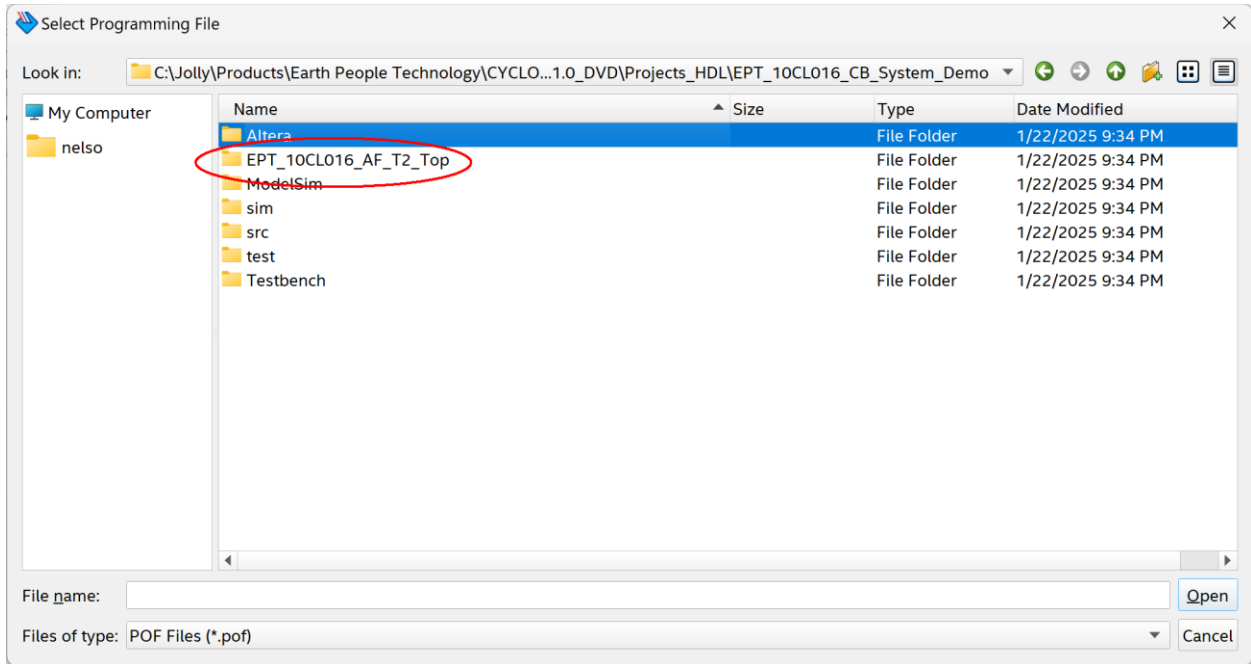 Select Programming File
Look in: C:\Jolly\Products\Earth People Technology\CYCLO...1.0_DVD\Projects_HDL\EPT_10CL016_CB_System_Demo
My Computer
nelso
Name Size Type Date Modified
Altera File Folder 1/22/2025 9:34 PM
EPT_10CL016_AF_T2_Top File Folder 1/22/2025 9:34 PM
ModelSim File Folder 1/22/2025 9:34 PM
sim File Folder 1/22/2025 9:34 PM
src File Folder 1/22/2025 9:34 PM
test File Folder 1/22/2025 9:34 PM
Testbench File Folder 1/22/2025 9:34 PM
File name: Open
Files of type: POF Files (*.pof) Cancel